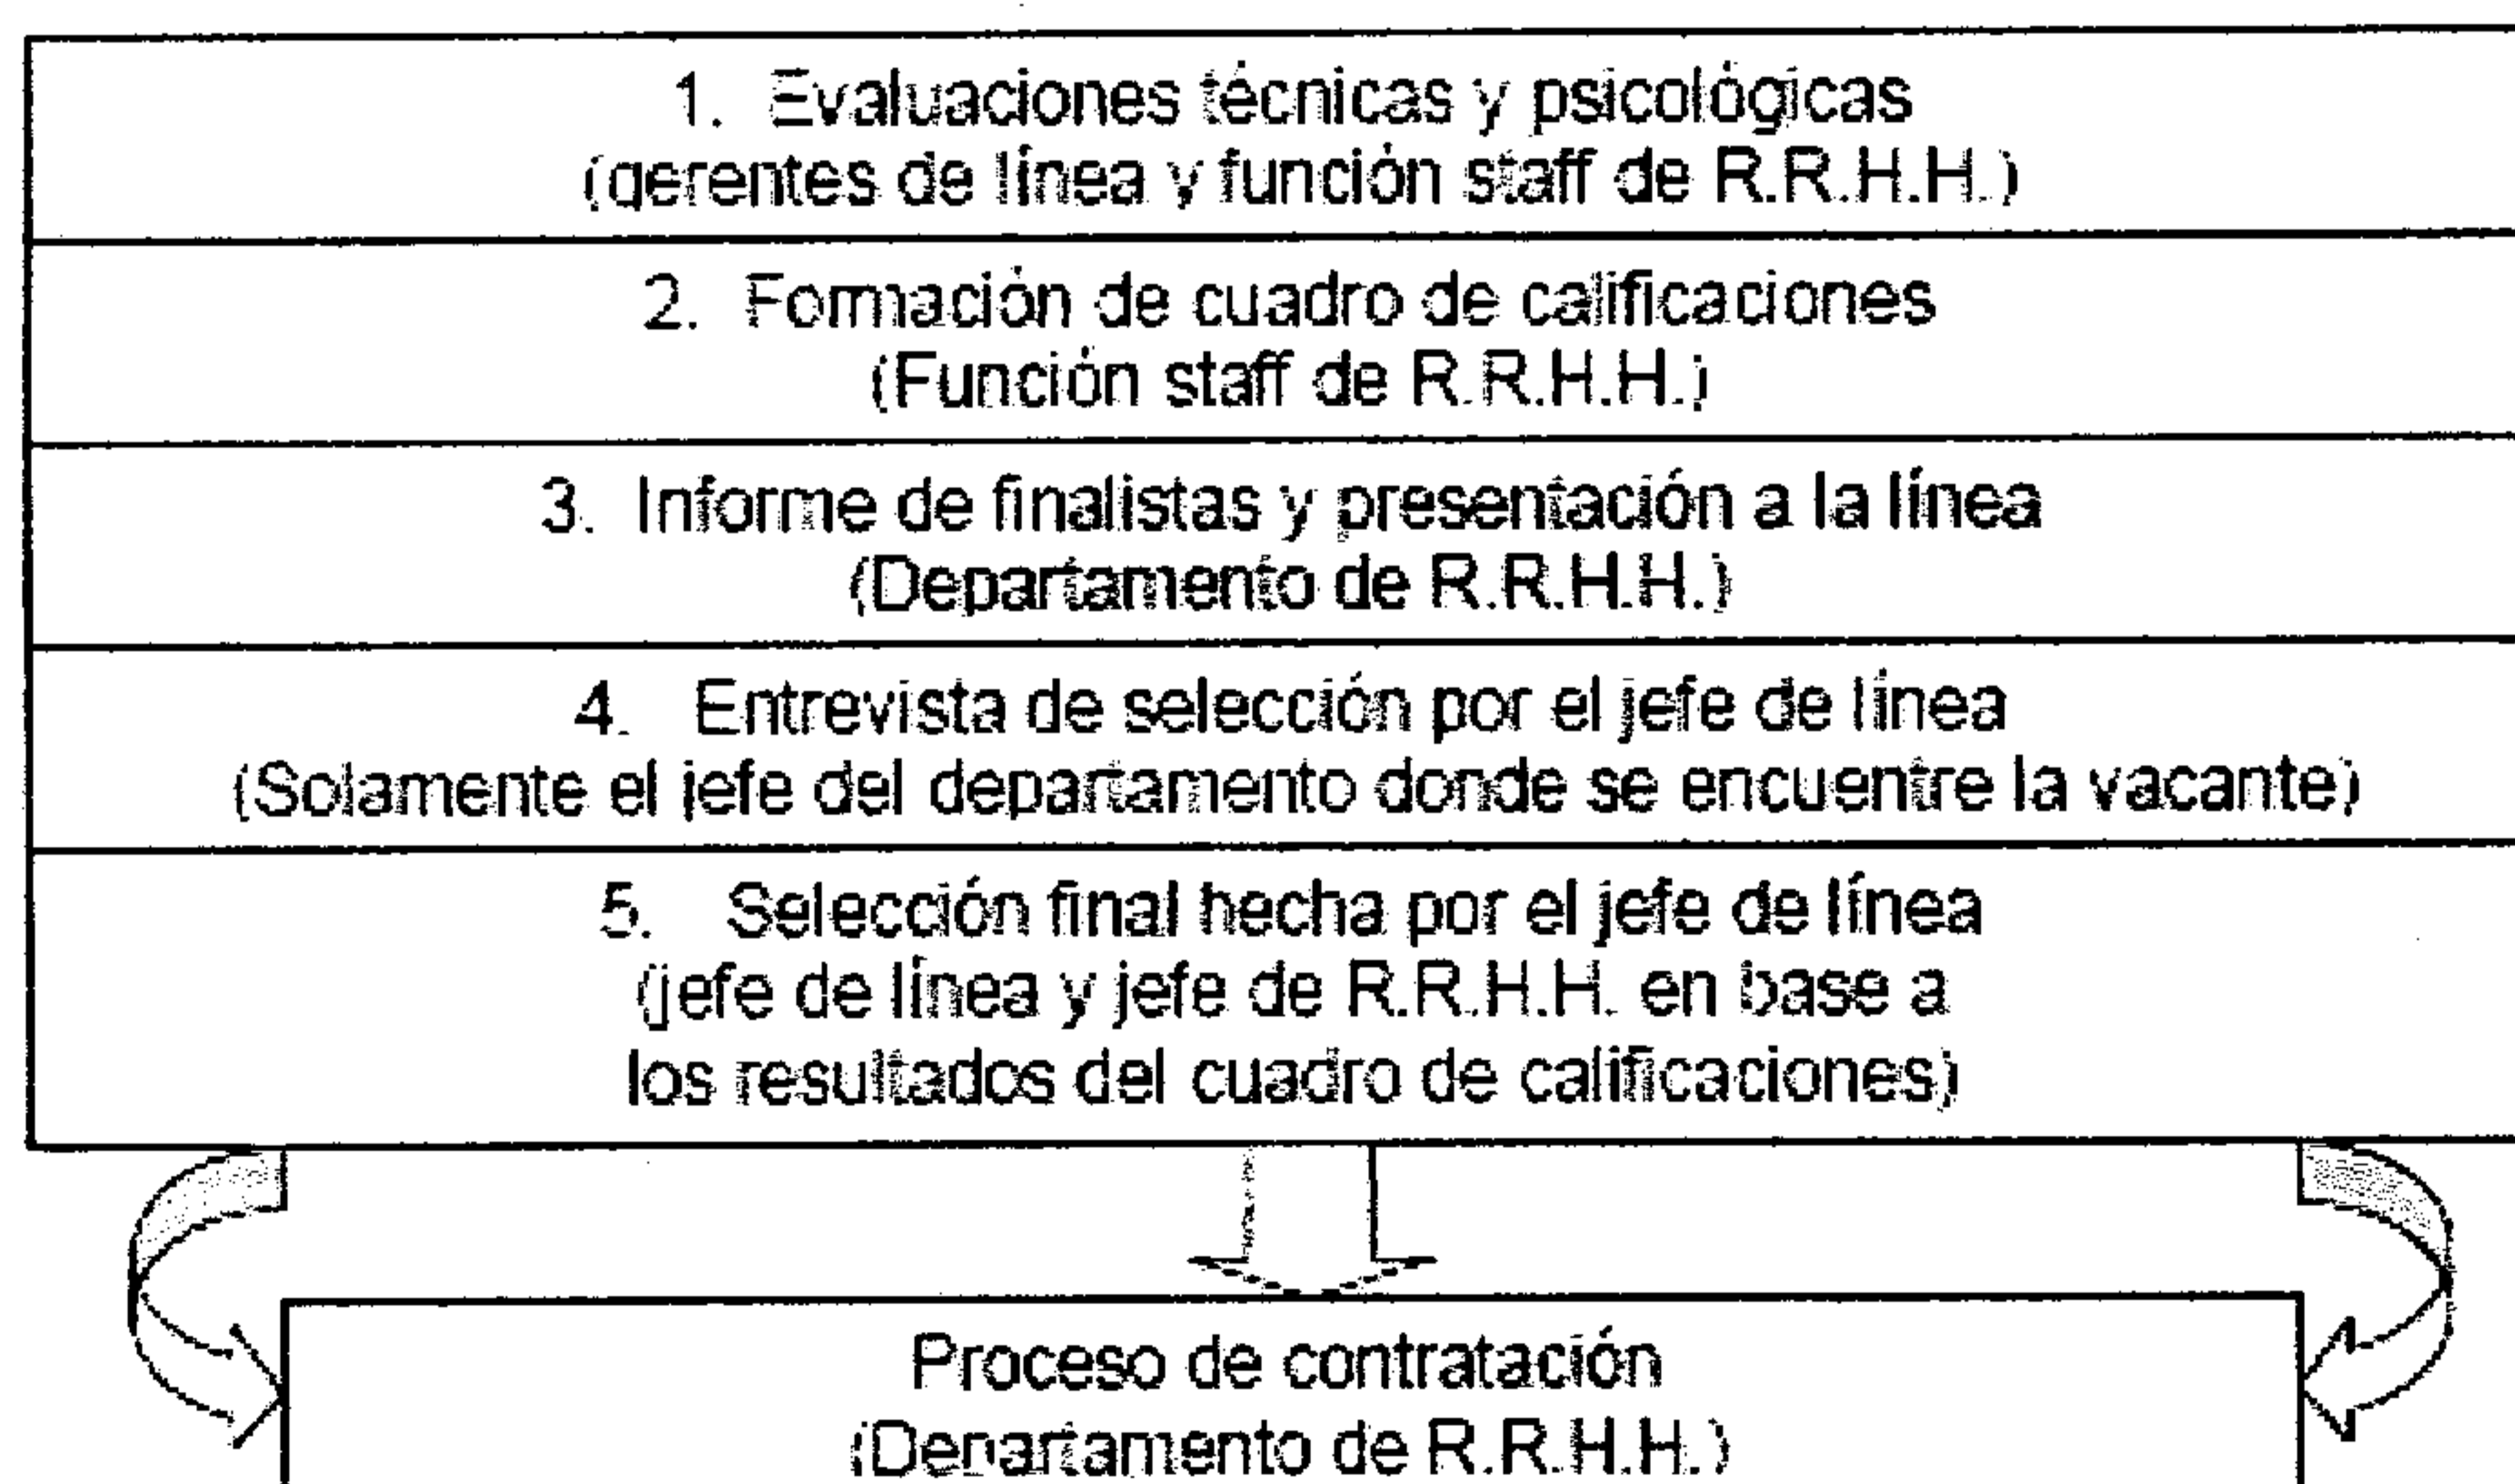 1. Evaluaciones técnicas y psicológicas
(gerentes de línea y función staff de R.R.H.H.)
2. Formación de cuadro de calificaciones
(Función staff de R.R.H.H.)
3. Informe de finalistas y presentación a la línea
(Departamento de R.R.H.H.)
4. Entrevista de selección por el jefe de línea
(Solamente el jefe del departamento donde se encuentre la vacante)
5. Selección final hecha por el jefe de línea
(jefe de línea y jefe de R.R.H.H. en base a
los resultados del cuadro de calificaciones)
Proceso de contratación
(Departamento de R.R.H.H.)